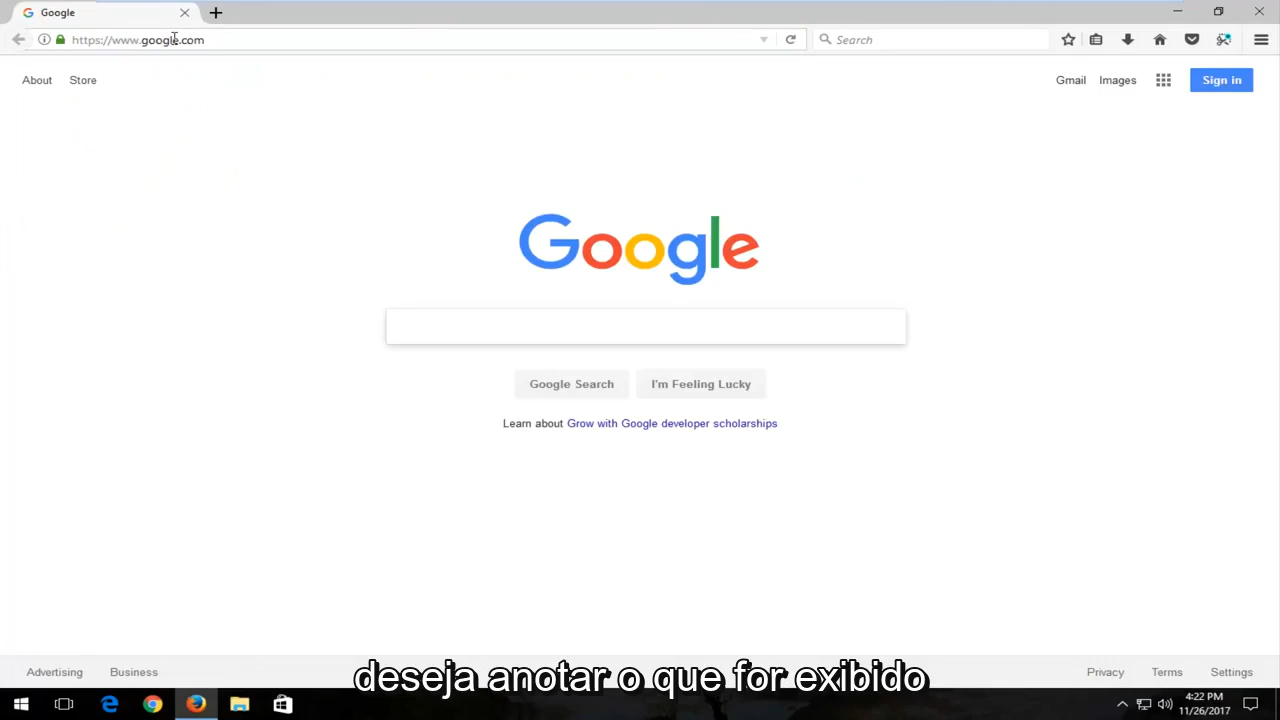 Google
https://www.google.com
Search
About Store
Gmail Images Sign in
Google
Google Search I'm Feeling Lucky
Learn about Grow with Google developer scholarships
Advertising Business
Privacy Terms Settings
deseja anotar o que for exibido
4:22 PM
11/26/2017